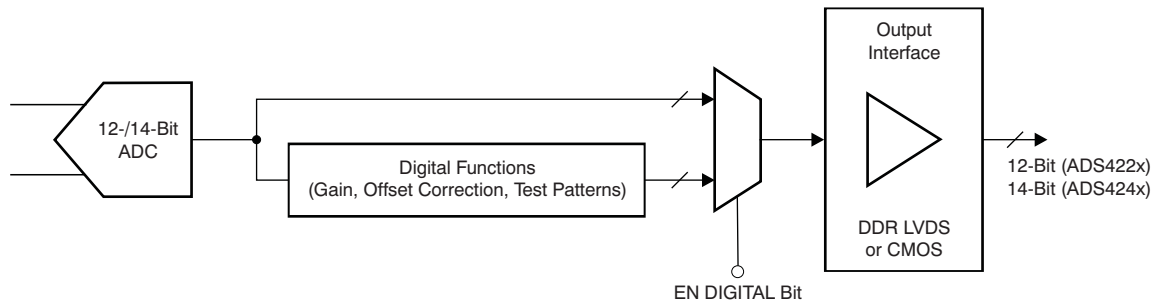 12-/14-Bit
ADC
Digital Functions
(Gain, Offset Correction, Test Patterns)
EN DIGITAL Bit
Output
Interface
DDR LVDS
or CMOS
12-Bit (ADS422x)
14-Bit (ADS424x)